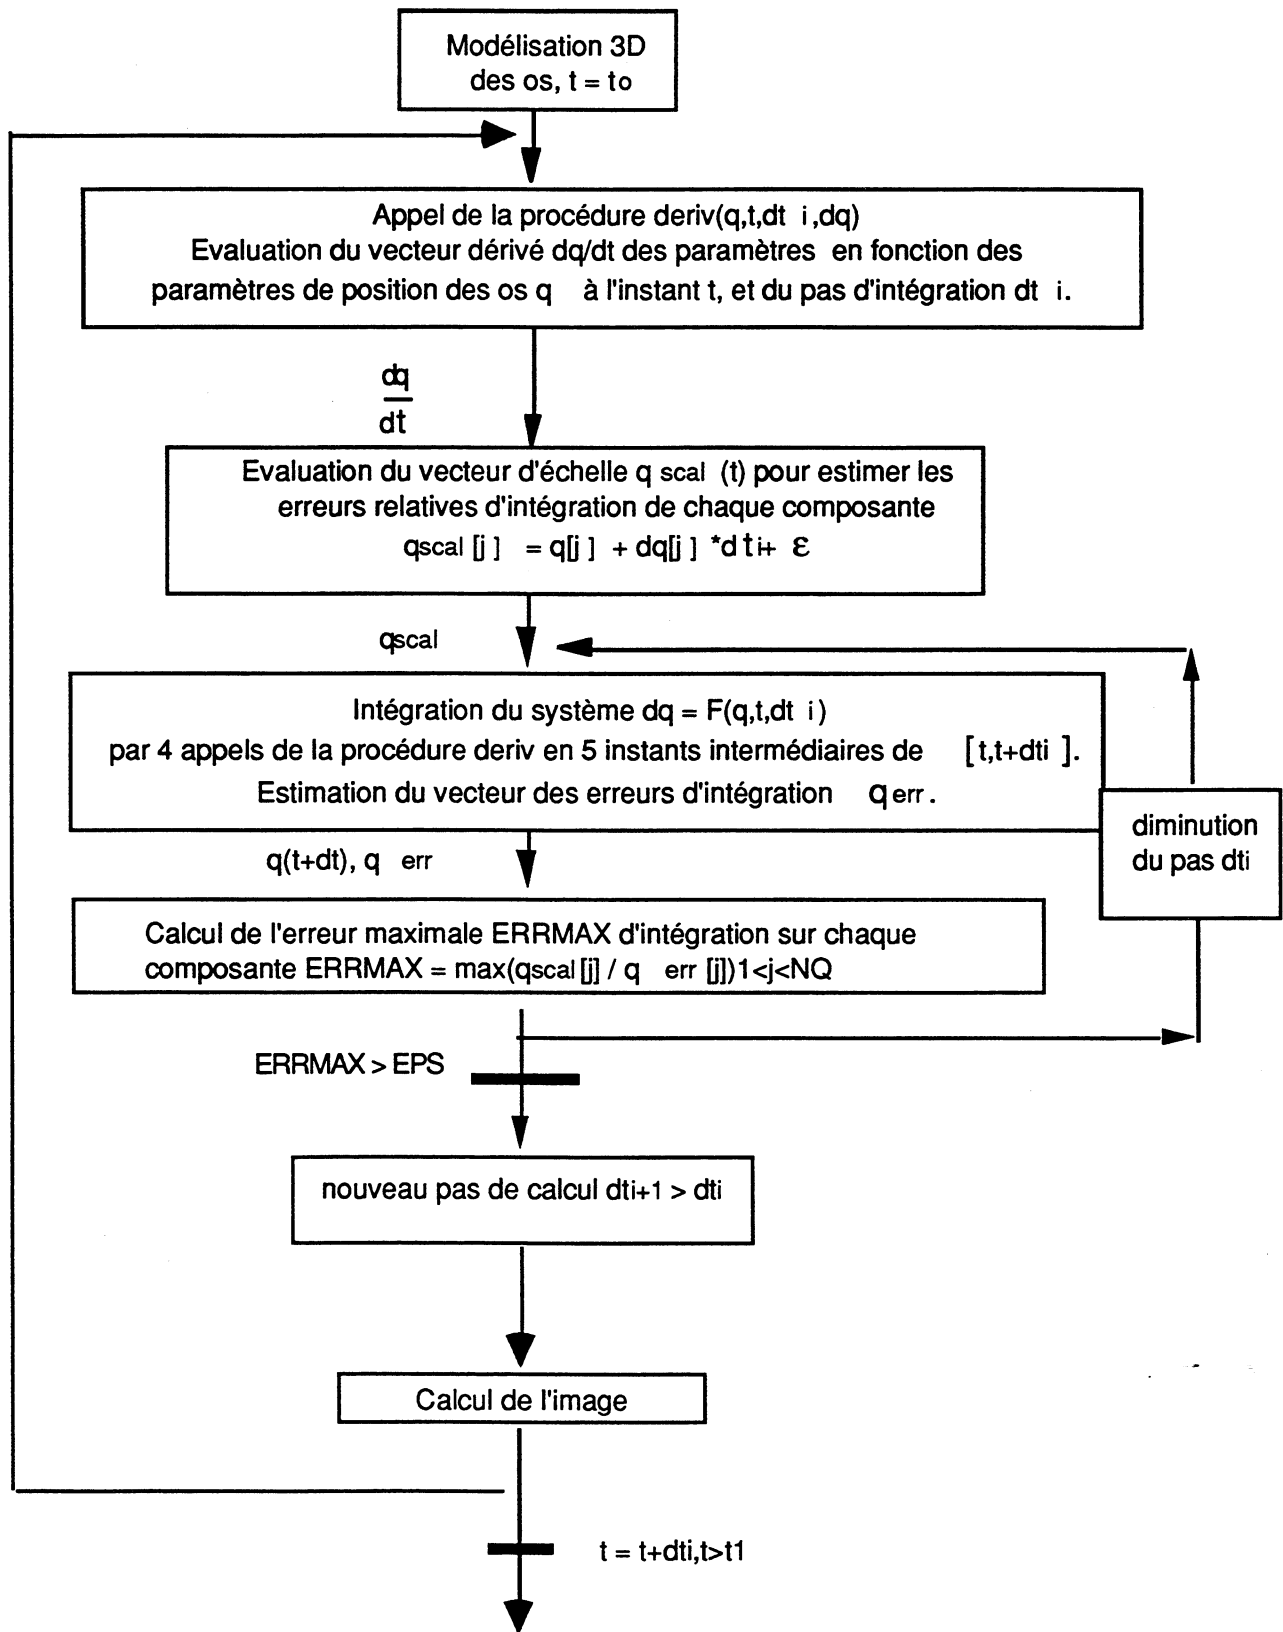 Modélisation 3D
des os, t = to
Appel de la procédure deriv(q,t,dt i,dq)
Evaluation du vecteur dérivé dq/dt des paramètres en fonction des
paramètres de position des os q à l'instant t, et du pas d'intégration dt i.
dq
dt
Evaluation du vecteur d'échelle q scal (t) pour estimer les
erreurs relatives d'intégration de chaque composante
qscal [j ] = q[j ] + dq[j ] *d ti+ ε
qscal
Intégration du système dq = F(q,t,dt i)
par 4 appels de la procédure deriv en 5 instants intermédiaires de [t,t+dti ].
Estimation du vecteur des erreurs d'intégration q err.
diminution
du pas dti
q(t+dt), q err
Calcul de l'erreur maximale ERRMAX d'intégration sur chaque
composante ERRMAX = max(qscal [j] / q err [j])1<j<NQ
ERRMAX > EPS
nouveau pas de calcul dti+1 > dti
Calcul de l'image
t = t+dti,t>t1